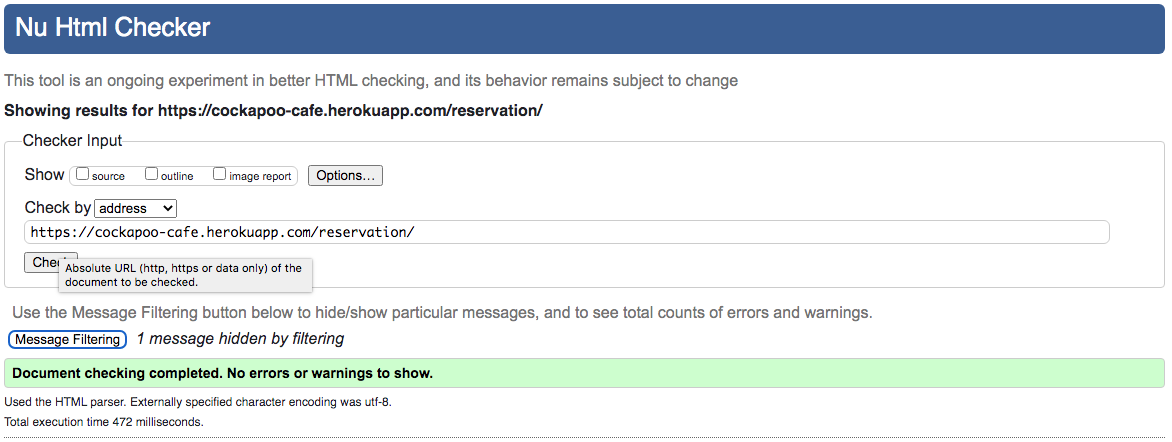 Nu Html Checker
This tool is an ongoing experiment in better HTML checking, and its behavior remains subject to change
Showing results for https://cockapoo-cafe.herokuapp.com/reservation/
Checker Input
Show source outline image report Options...
Check by address
https://cockapoo-cafe.herokuapp.com/reservation/
Absolute URL (http, https or data only) of the
document to be checked.
Use the Message Filtering button below to hide/show particular messages, and to see total counts of errors and warnings.
Message Filtering 1 message hidden by filtering
Document checking completed. No errors or warnings to show.
Used the HTML parser. Externally specified character encoding was utf-8.
Total execution time 472 milliseconds.